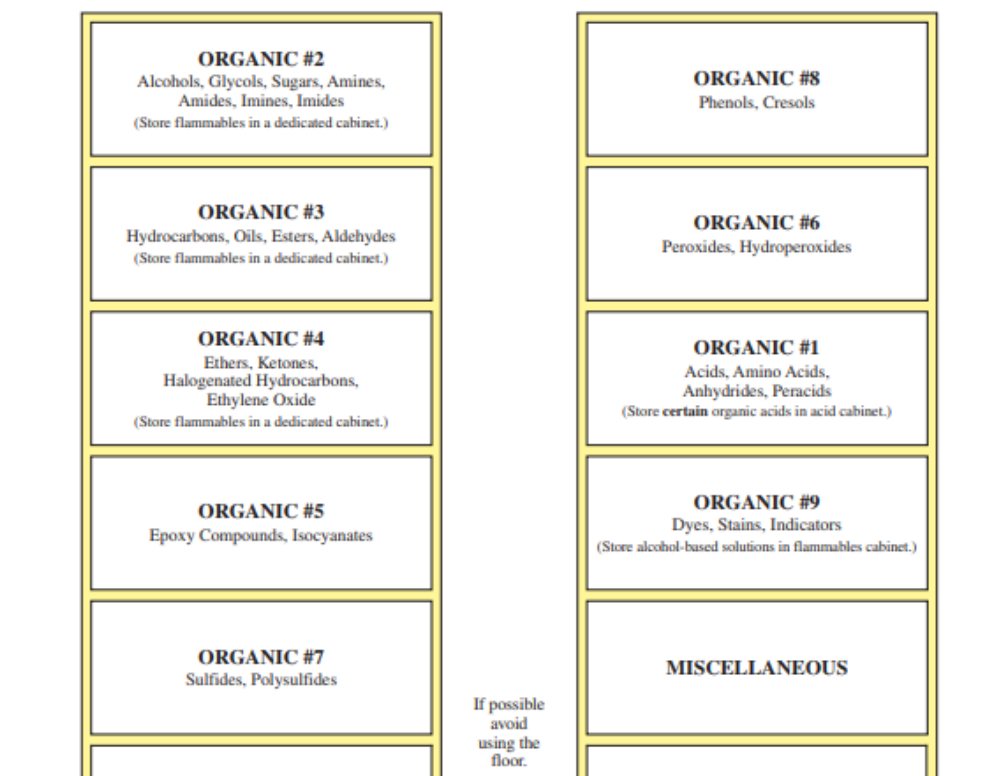 ORGANIC #2
Alcohols, Glycols, Sugars, Amines,
Amides, Imines, Imides
(Store flammables in a dedicated cabinet.)
ORGANIC #3
Hydrocarbons, Oils, Esters, Aldehydes
(Store flammables in a dedicated cabinet.)
ORGANIC #4
Ethers, Ketones,
Halogenated Hydrocarbons,
Ethylene Oxide
(Store flammables in a dedicated cabinet.)
ORGANIC #5
Epoxy Compounds, Isocyanates
ORGANIC #7
Sulfides, Polysulfides
If possible
avoid
using the
floor.
ORGANIC #8
Phenols, Cresols
ORGANIC #6
Peroxides, Hydroperoxides
ORGANIC #1
Acids, Amino Acids,
Anhydrides, Peracids
(Store certain organic acids in acid cabinet.)
ORGANIC #9
Dyes, Stains, Indicators
(Store alcohol-based solutions in flammables cabinet.)
MISCELLANEOUS